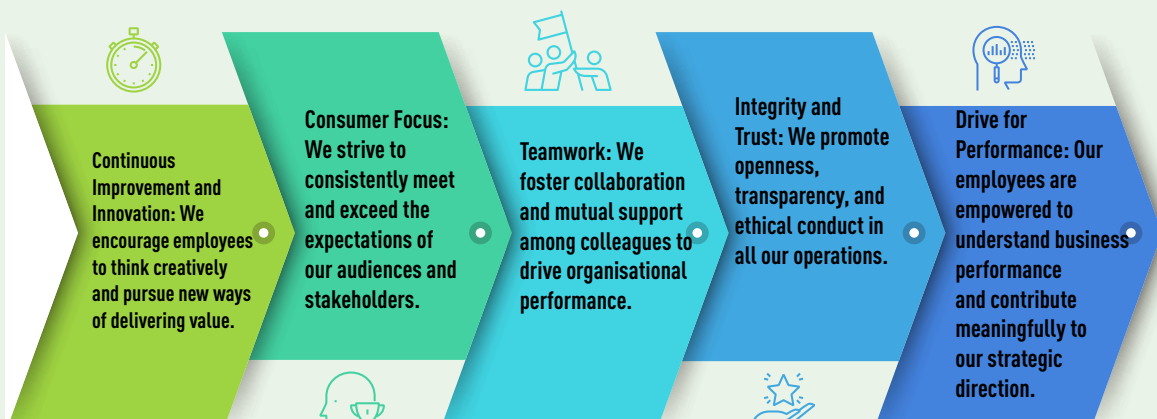 Continuous
Improvement and
Innovation: We
encourage employees
to think creatively
and pursue new ways
of delivering value.
Consumer Focus:
We strive to
consistently meet
and exceed the
expectations of
our audiences and
stakeholders.
Teamwork: We
foster collaboration
and mutual support
among colleagues to
drive organisational
performance.
Integrity and
Trust: We promote
openness,
transparency, and
ethical conduct in
all our operations.
Drive for
Performance: Our
employees are
empowered to
understand business
performance
and contribute
meaningfully to
our strategic
direction.